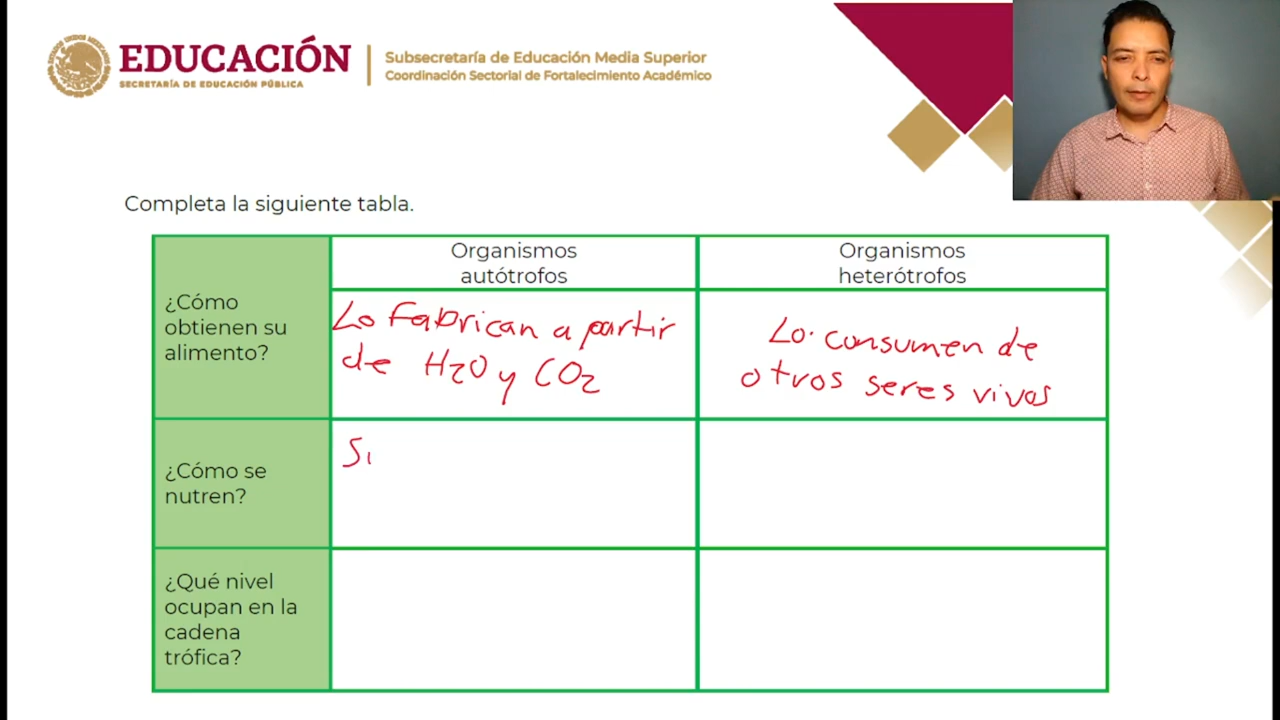 EDUCACIÓN
SECRETARÍA DE EDUCACIÓN PÚBLICA
Subsecretaría de Educación Media Superior
Coordinación Sectorial de Fortalecimiento Académico
Completa la siguiente tabla.
Organismos
autótrofos
Organismos
heterótrofos
¿Cómo
obtienen su
alimento?
Lo Fabrican a partir
de H2O y CO2
Lo consumen de
otros seres vivos
¿Cómo se
nutren?
Si
¿Qué nivel
ocupan en la
cadena
trófica?